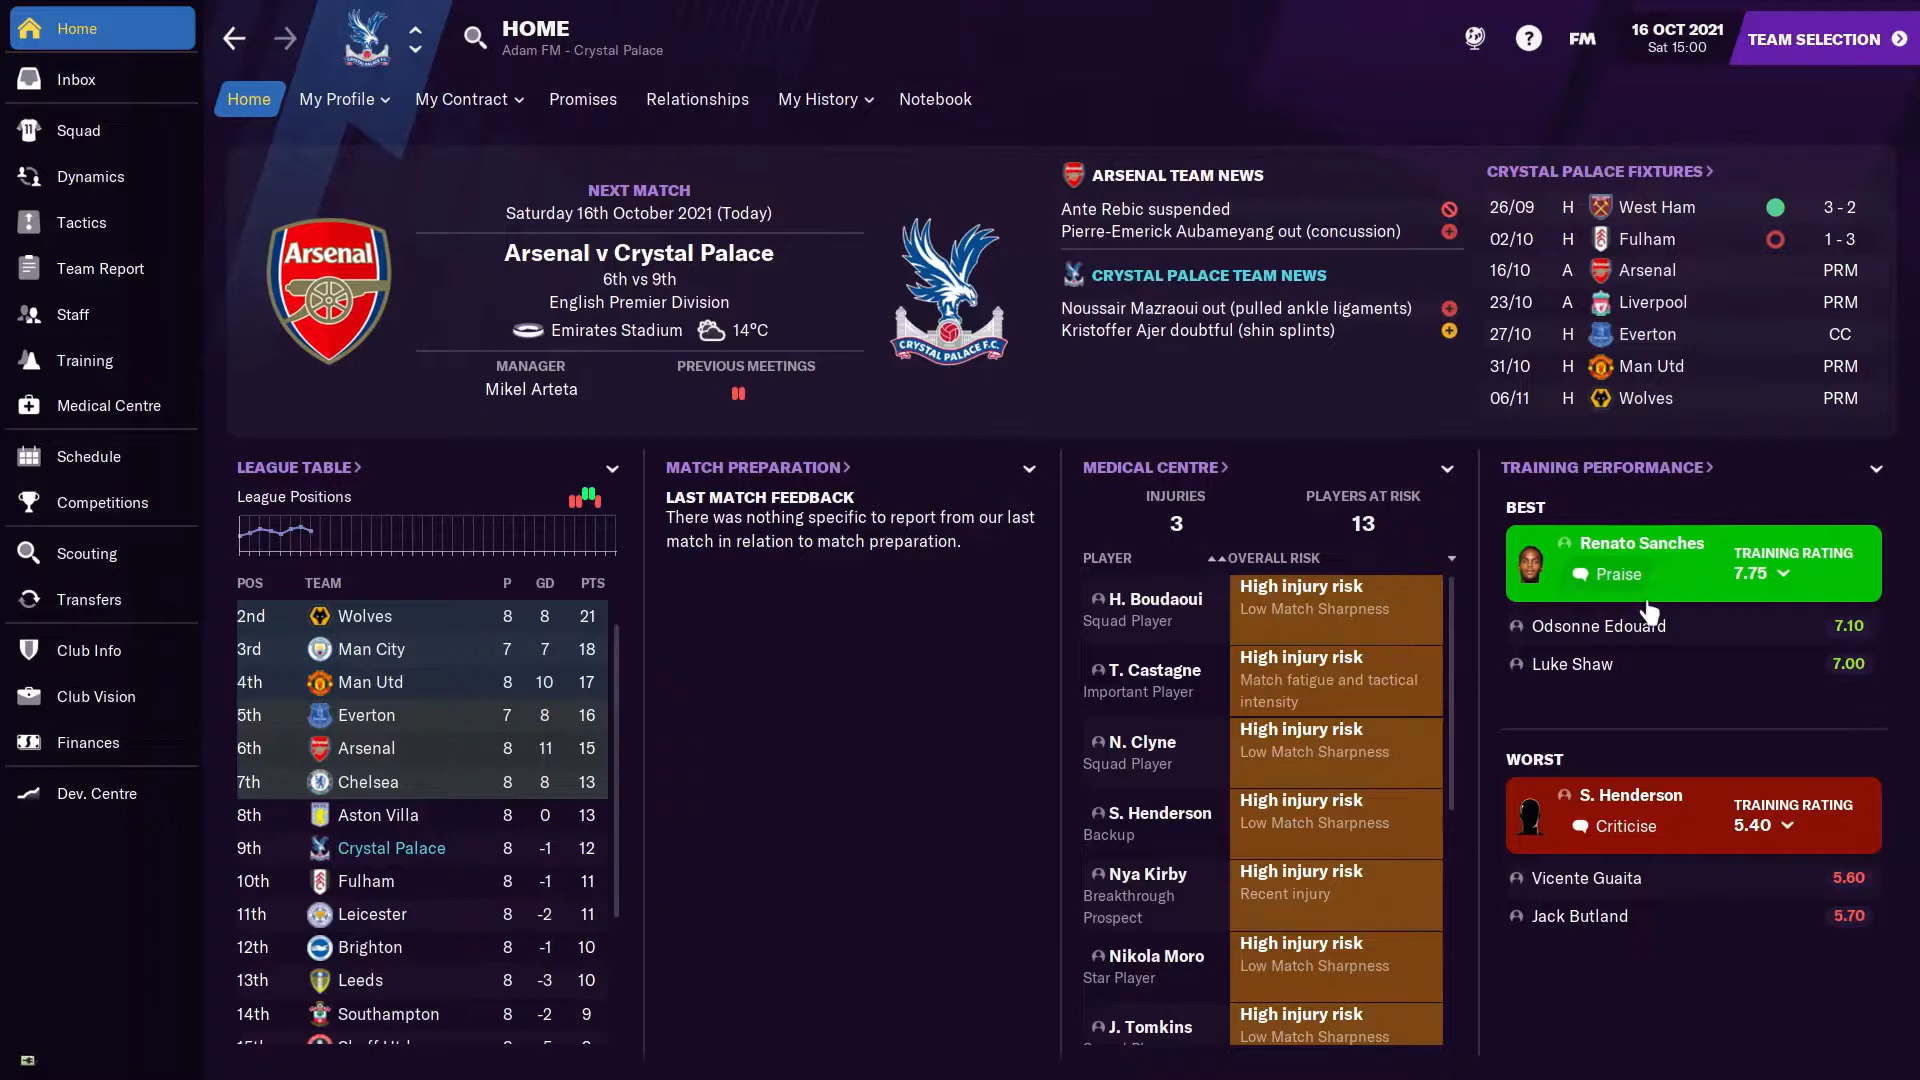 Home
Inbox
Squad
Dynamics
Tactics
Team Report
Staff
Training
Medical Centre
Schedule
Competitions
Scouting
Transfers
Club Info
Club Vision
Finances
Dev. Centre
HOME
Adam FM - Crystal Palace
FM
16 OCT 2021
Sat 15:00
TEAM SELECTION
Home My Profile My Contract Promises Relationships My History Notebook
Arsenal
NEXT MATCH
Saturday 16th October 2021 (Today)
Arsenal v Crystal Palace
6th vs 9th
English Premier Division
Emirates Stadium 14°C
MANAGER
Mikel Arteta
PREVIOUS MEETINGS
CRYSTAL PALACE F.C.
ARSENAL TEAM NEWS
Ante Rebic suspended
Pierre-Emerick Aubameyang out (concussion)
CRYSTAL PALACE TEAM NEWS
Noussair Mazraoui out (pulled ankle ligaments)
Kristoffer Ajer doubtful (shin splints)
CRYSTAL PALACE FIXTURES
26/09 H West Ham 3 - 2
02/10 H Fulham 1 - 3
16/10 A Arsenal PRM
23/10 A Liverpool PRM
27/10 H Everton CC
31/10 H Man Utd PRM
06/11 H Wolves PRM
LEAGUE TABLE
League Positions
POS TEAM P GD PTS
2nd Wolves 8 8 21
3rd Man City 7 7 18
4th Man Utd 8 10 17
5th Everton 7 8 16
6th Arsenal 8 11 15
7th Chelsea 8 8 13
8th Aston Villa 8 0 13
9th Crystal Palace 8 -1 12
10th Fulham 8 -1 11
11th Leicester 8 -2 11
12th Brighton 8 -1 10
13th Leeds 8 -3 10
14th Southampton 8 -2 9
MATCH PREPARATION
LAST MATCH FEEDBACK
There was nothing specific to report from our last
match in relation to match preparation.
MEDICAL CENTRE
INJURIES PLAYERS AT RISK
3 13
PLAYER OVERALL RISK
H. Boudaoui High injury risk
Squad Player Low Match Sharpness
T. Castagne High injury risk
Important Player Match fatigue and tactical
intensity
N. Clyne High injury risk
Squad Player Low Match Sharpness
S. Henderson High injury risk
Backup Low Match Sharpness
Nya Kirby High injury risk
Breakthrough Recent injury
Prospect
Nikola Moro High injury risk
Star Player Low Match Sharpness
J. Tomkins High injury risk
Low Match Sharpness
TRAINING PERFORMANCE
BEST
Renato Sanches TRAINING RATING
Praise 7.75
Odsonne Edouard 7.10
Luke Shaw 7.00
WORST
S. Henderson TRAINING RATING
Criticise 5.40
Vicente Guaita 5.60
Jack Butland 5.70